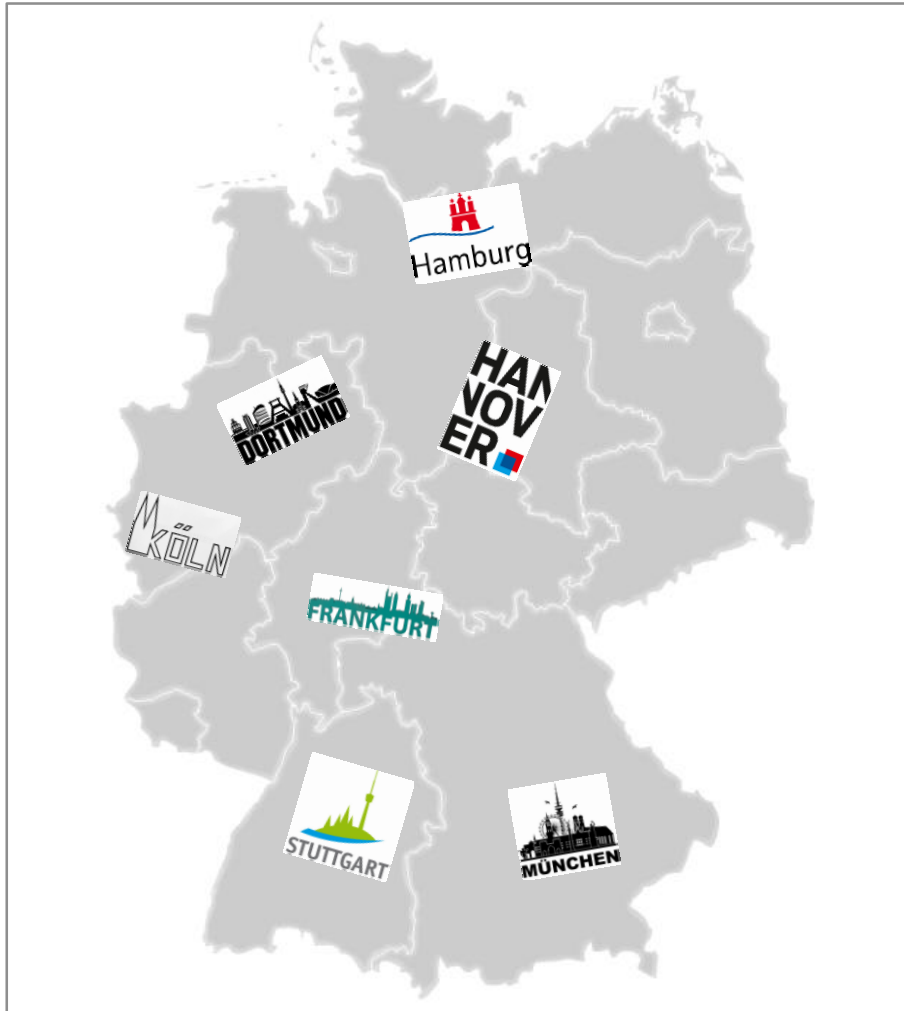 Hamburg
HAN
NOV
ER
DORTMUND
KÖLN
FRANKFURT
STUTTGART
MÜNCHEN